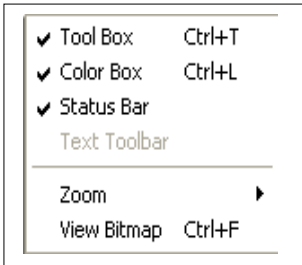 Tool Box Ctrl+T
Color Box Ctrl+L
Status Bar
Text Toolbar
Zoom
View Bitmap Ctrl+F